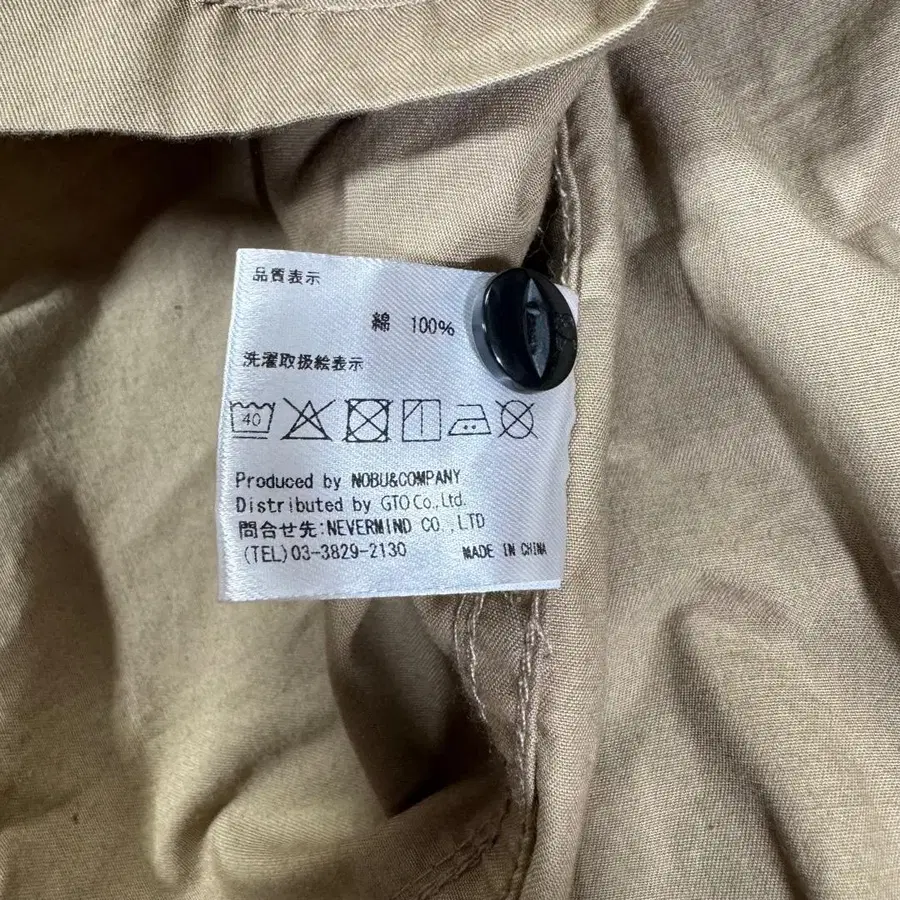 品質表示
綿 100%
洗濯取扱絵表示
40
Produced by NOBU&COMPANY
Distributed by GTO Co.,Ltd.
問合せ先:NEVERMIND CO.,LTD
(TEL)03-3829-2130 MADE IN CHINA